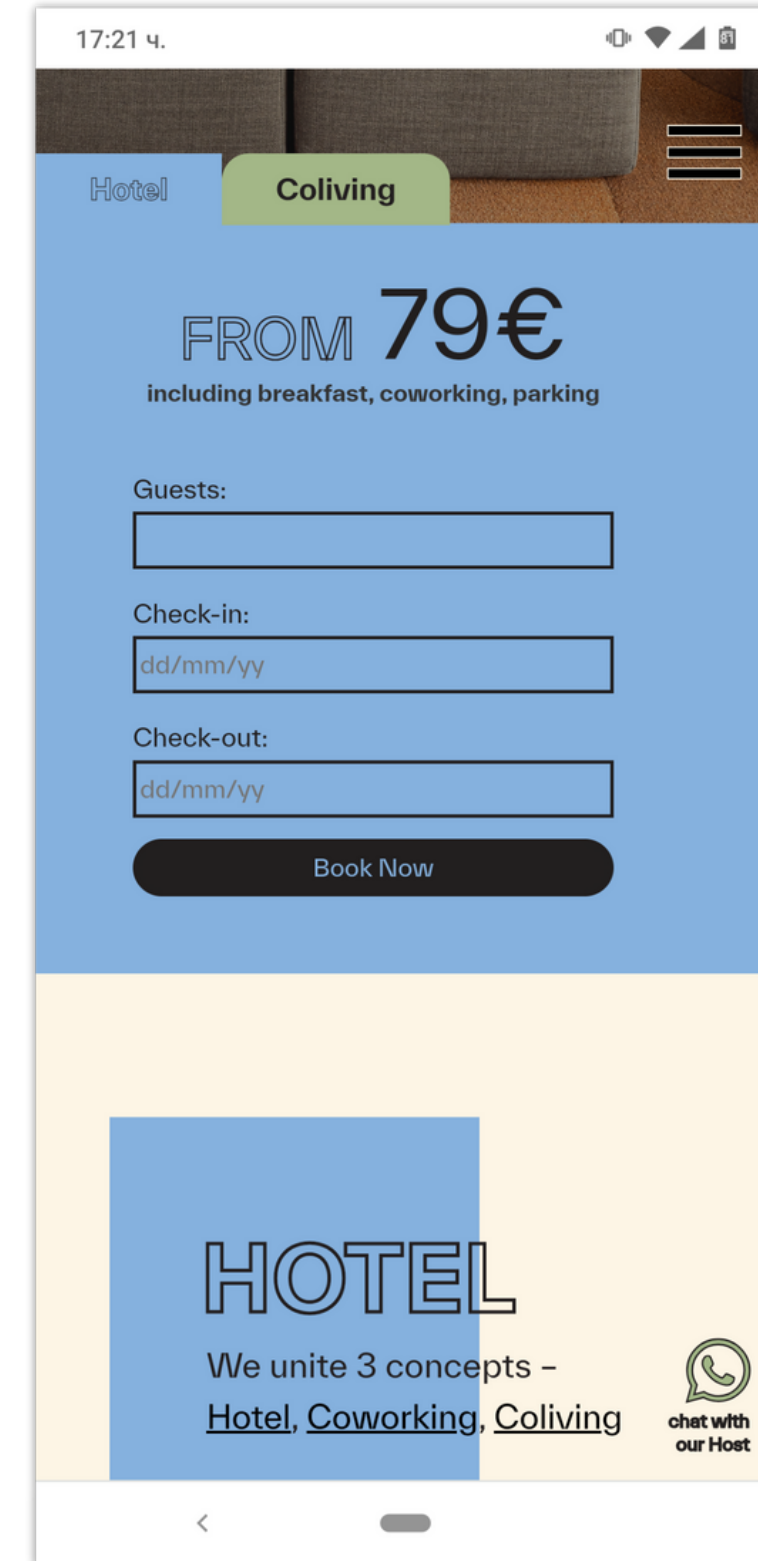 17:21 ч.
81
Hotel
Coliving
FROM 79€
including breakfast, coworking, parking
Guests:
Check-in:
dd/mm/yy
Check-out:
dd/mm/yy
Book Now
HOTEL
We unite 3 concepts –
Hotel, Coworking, Coliving
chat with
our Host